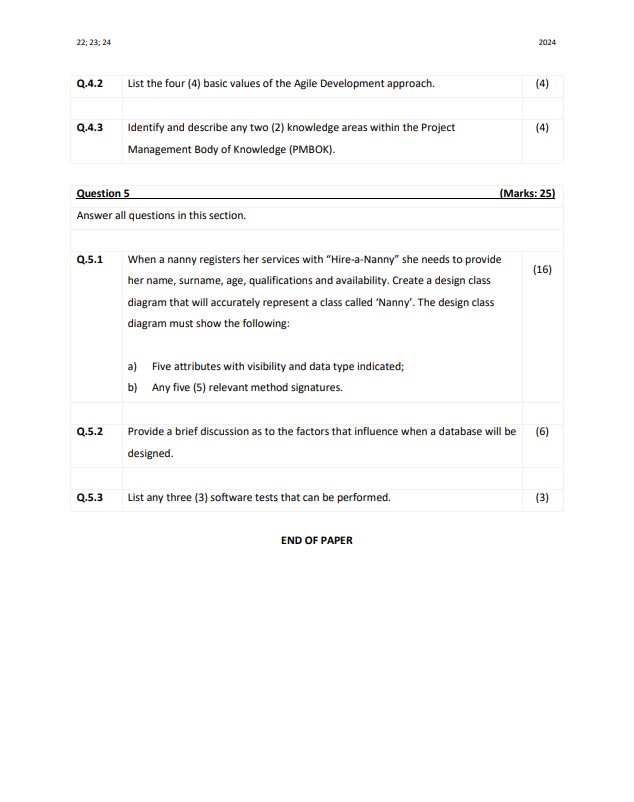 22; 23; 24 2024
Q.4.2 List the four (4) basic values of the Agile Development approach. (4)
Q.4.3 Identify and describe any two (2) knowledge areas within the Project (4)
Management Body of Knowledge (PMBOK).
Question 5 (Marks: 25)
Answer all questions in this section.
Q.5.1 When a nanny registers her services with “Hire-a-Nanny” she needs to provide (16)
her name, surname, age, qualifications and availability. Create a design class
diagram that will accurately represent a class called ‘Nanny’. The design class
diagram must show the following:
a) Five attributes with visibility and data type indicated;
b) Any five (5) relevant method signatures.
Q.5.2 Provide a brief discussion as to the factors that influence when a database will be (6)
designed.
Q.5.3 List any three (3) software tests that can be performed. (3)
END OF PAPER